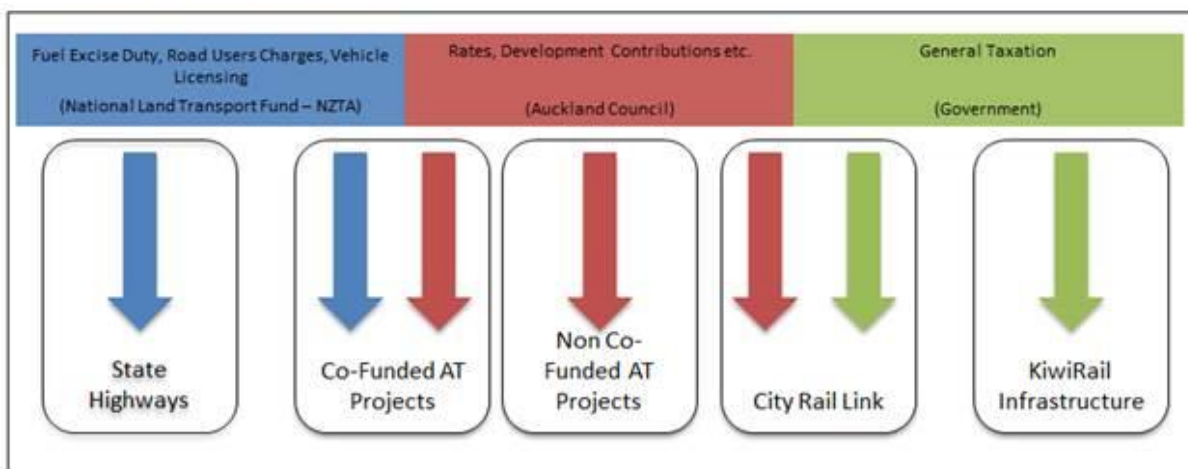 Fuel Excise Duty, Road Users Charges, Vehicle
Licensing
(National Land Transport Fund – NZTA)
Rates, Development Contributions etc.
(Auckland Council)
General Taxation
(Government)
State
Highways
Co-Funded AT
Projects
Non Co-
Funded AT
Projects
City Rail Link
KiwiRail
Infrastructure